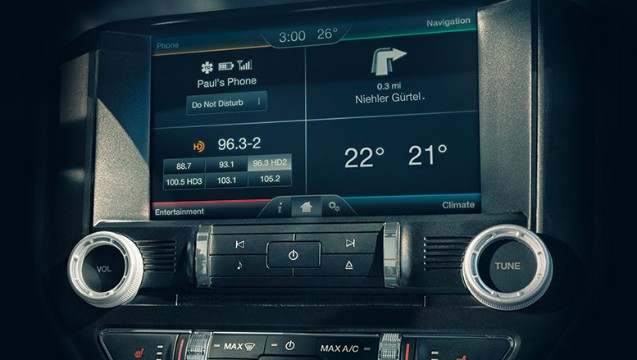 Phone
3:00 26°
Navigation
Paul's Phone
Do Not Disturb
0.3 mi
Niehler Gürtel.
96.3-2
88.7 93.1 96.3 HD2
100.5 HD3 103.1 105.2
22° 21°
Entertainment
i
Climate
VOL
TUNE
MAX
MAX A/C